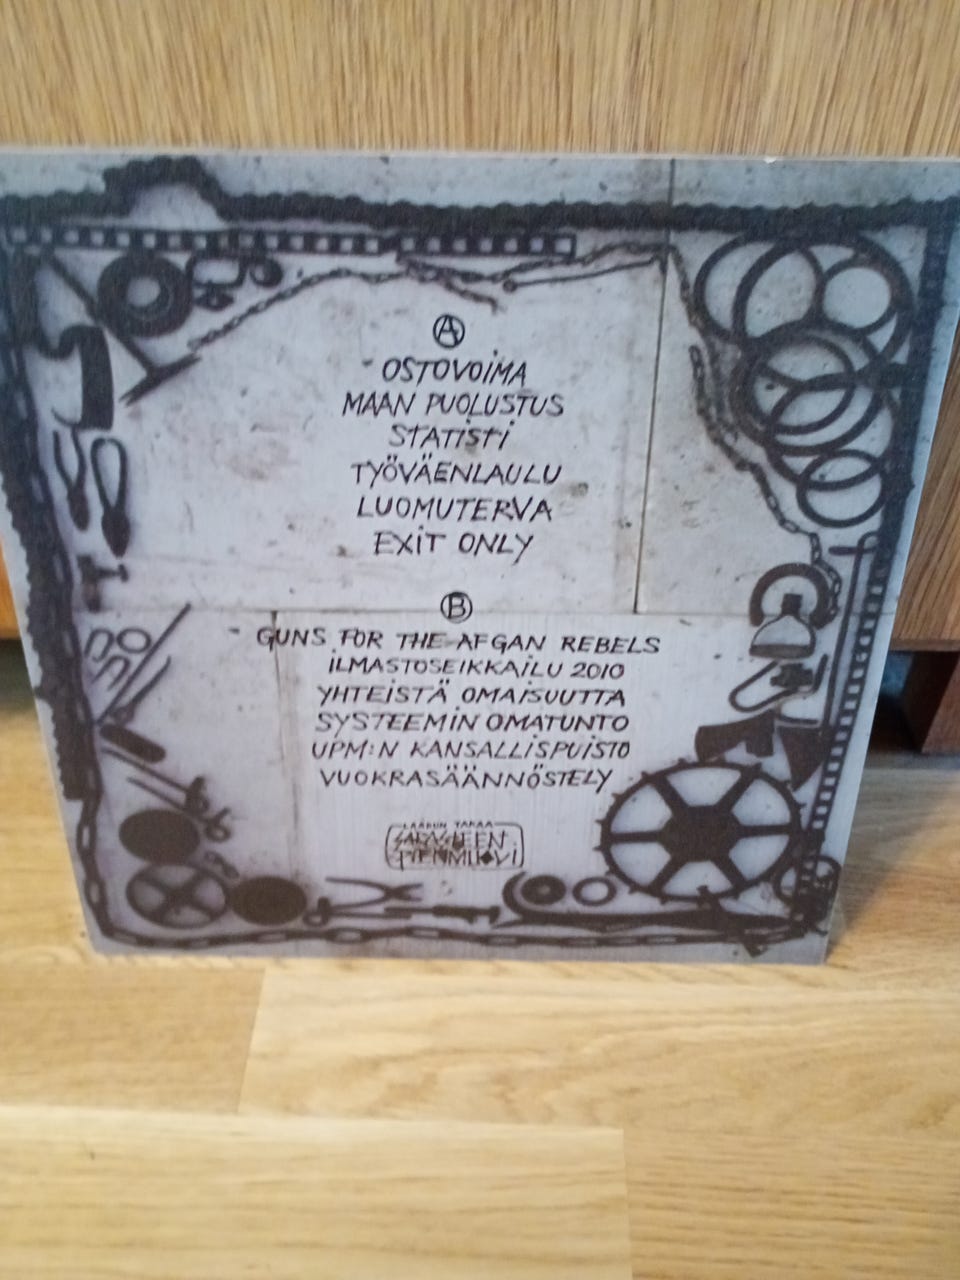 A
OSTOVOIMA
MAAN PUOLUSTUS
STATISTI
TYÖVÄENLAULU
LUOMUTERVA
EXIT ONLY
B
GUNS FOR THE AFGAN REBELS
ILMASTOSEIKKAILU 2010
YHTEISTÄ OMAISUUTTA
SYSTEEMIN OMATUNTO
UPM:N KANSALLISPUISTO
VUOKRASÄÄNNÖSTELY
TAKAA